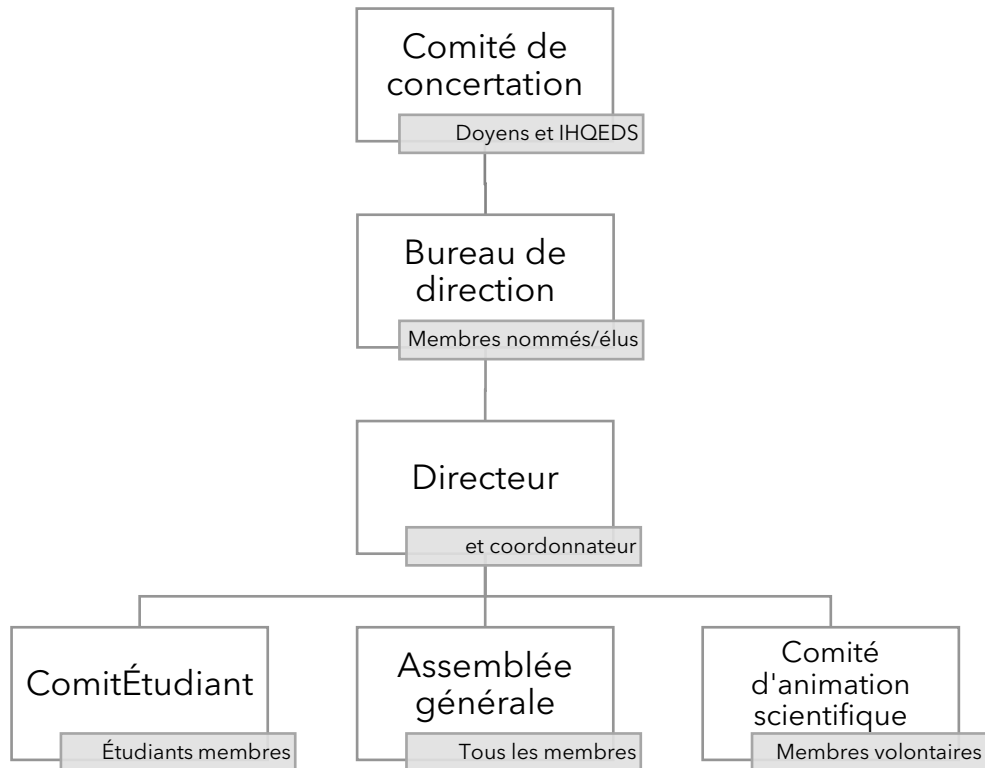 Comité de
concertation
Doyens et IHQEDS
Bureau de
direction
Membres nommés/élus
Directeur
et coordonnateur
ComitÉtudiant
Étudiants membres
Assemblée
générale
Tous les membres
Comité
d'animation
scientifique
Membres volontaires